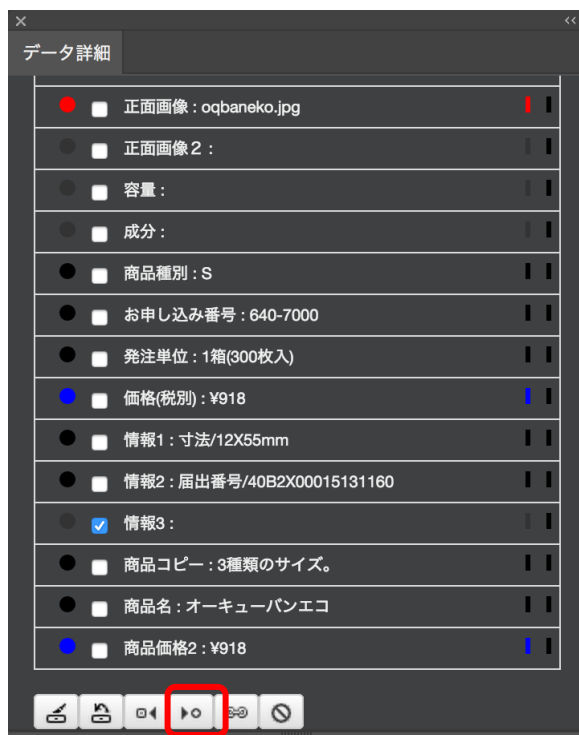 データ詳細
正面画像 : oqbaneko.jpg
正面画像２ :
容量 :
成分 :
商品種別 : S
お申し込み番号 : 640-7000
発注単位 : 1箱(300枚入)
価格(税別) : ¥918
情報1 : 寸法/12X55mm
情報2 : 届出番号/40B2X00015131160
情報3 :
商品コピー : 3種類のサイズ。
商品名 : オーキューバンエコ
商品価格2 : ¥918